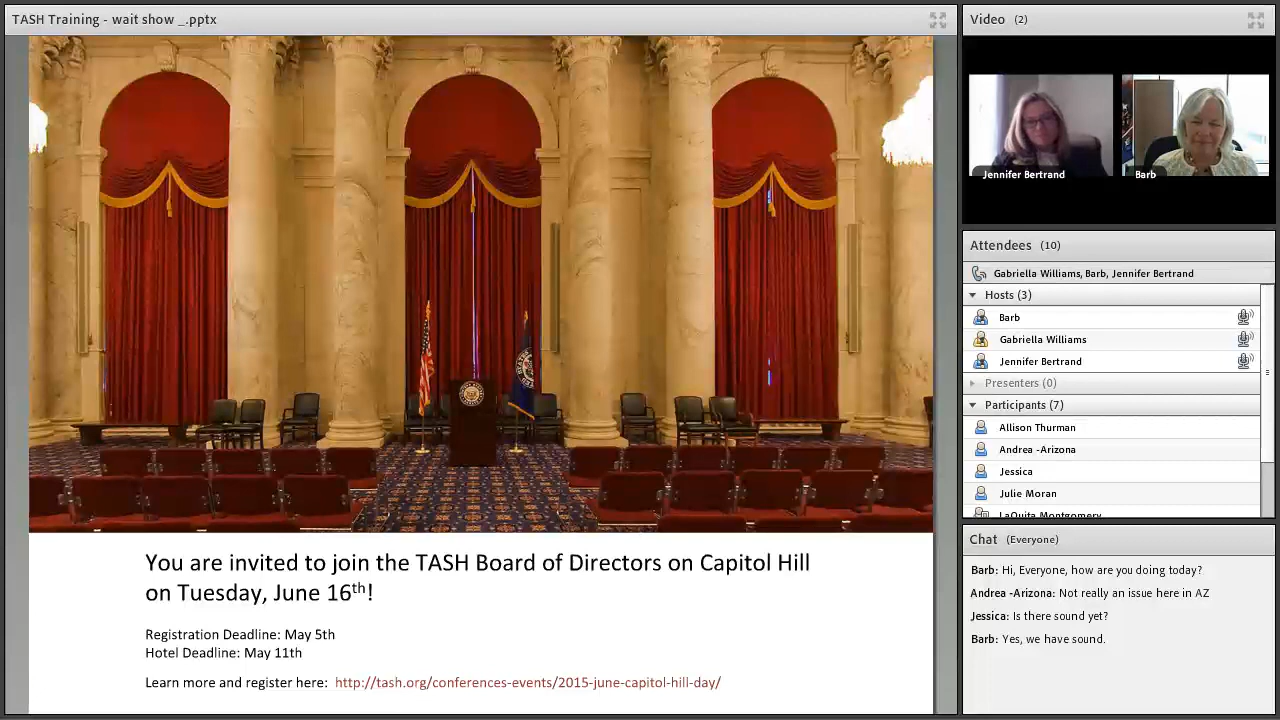 TASH Training - wait show _.pptx
You are invited to join the TASH Board of Directors on Capitol Hill
on Tuesday, June 16th!
Registration Deadline: May 5th
Hotel Deadline: May 11th
Learn more and register here: http://tash.org/conferences-events/2015-june-capitol-hill-day/
Video (2)
Jennifer Bertrand
Barb
Attendees (10)
Gabriella Williams, Barb, Jennifer Bertrand
Hosts (3)
Barb
Gabriella Williams
Jennifer Bertrand
Presenters (0)
Participants (7)
Allison Thurman
Andrea -Arizona
Jessica
Julie Moran
LaQuita Montgomery
Chat (Everyone)
Barb: Hi, Everyone, how are you doing today?
Andrea -Arizona: Not really an issue here in AZ
Jessica: Is there sound yet?
Barb: Yes, we have sound.